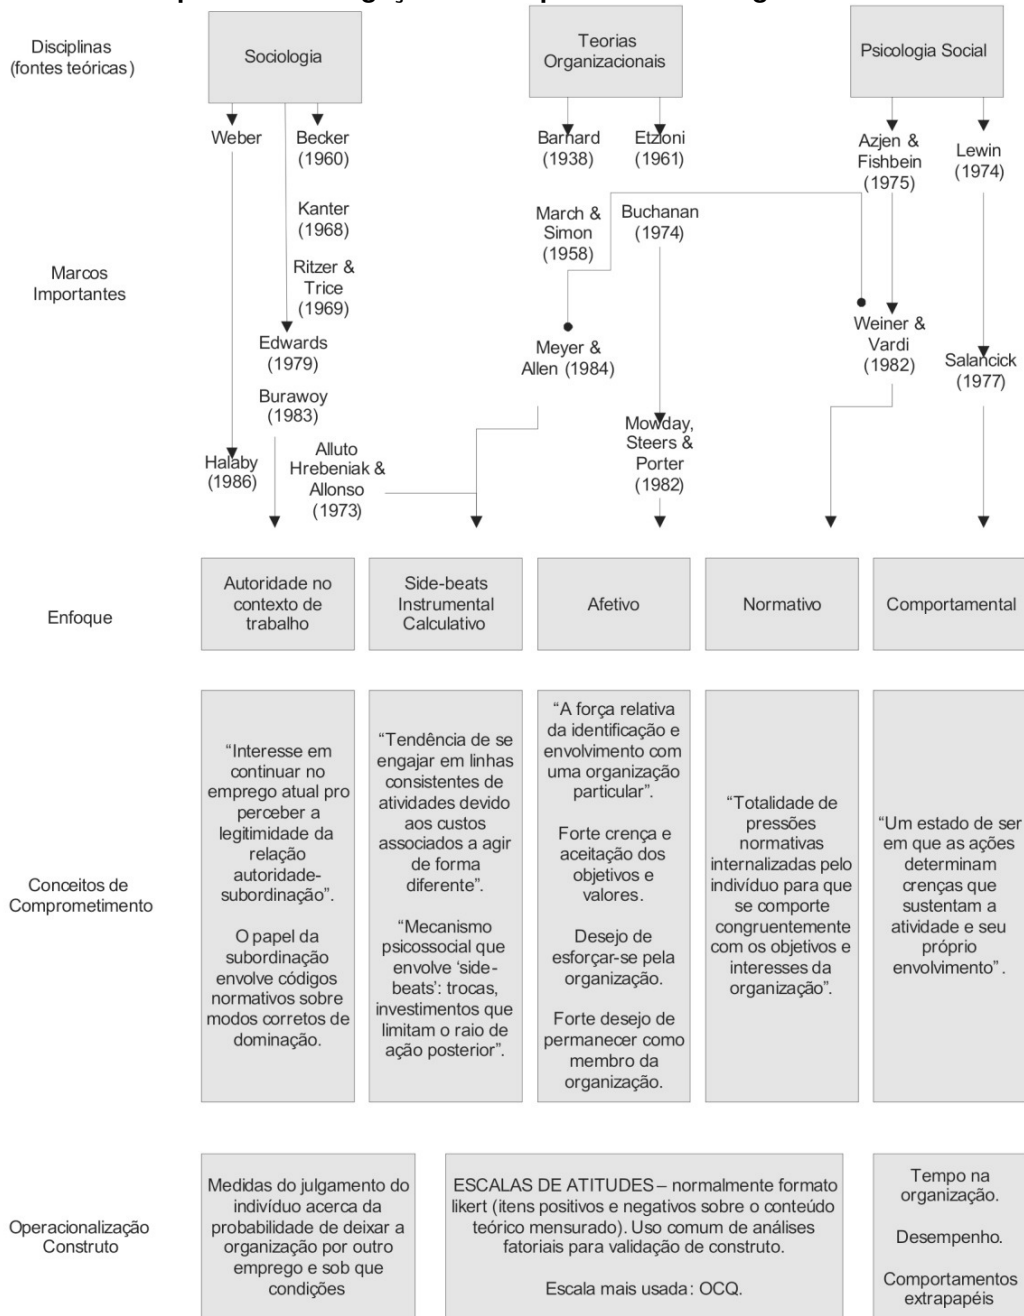 Disciplinas
(fontes teóricas)
Sociologia
Teorias
Organizacionais
Psicologia Social
Weber
Becker
(1960)
Barnard
(1938)
Etzioni
(1961)
Azjen &
Fishbein
(1975)
Lewin
(1974)
Marcos
Importantes
Kanter
(1968)
March &
Simon
(1958)
Buchanan
(1974)
Ritzer &
Trice
(1969)
Edwards
(1979)
Meyer &
Allen (1984)
Weiner &
Vardi
(1982)
Salancick
(1977)
Burawoy
(1983)
Halaby
(1986)
Alluto
Hrebeniak &
Allonso
(1973)
Mowday,
Steers &
Porter
(1982)
Enfoque
Autoridade no
contexto de
trabalho
Side-beats
Instrumental
Calculativo
Afetivo
Normativo
Comportamental
Conceitos de
Comprometimento
“Interesse em
continuar no
emprego atual pro
perceber a
legitimidade da
relação
autoridade-
subordinação”.
O papel da
subordinação
envolve códigos
normativos sobre
modos corretos de
dominação.
“Tendência de se
engajar em linhas
consistentes de
atividades devido
aos custos
associados a agir
de forma
diferente”.
“Mecanismo
psicossocial que
envolve ‘side-
beats’: trocas,
investimentos que
limitam o raio de
ação posterior”.
“A força relativa
da identificação e
envolvimento com
uma organização
particular”.
Forte crença e
aceitação dos
objetivos e
valores.
Desejo de
esforçar-se pela
organização.
Forte desejo de
permanecer como
membro da
organização.
“Totalidade de
pressões
normativas
internalizadas pelo
indivíduo para que
se comporte
congruentemente
com os objetivos e
interesses da
organização”.
“Um estado de ser
em que as ações
determinam
crenças que
sustentam a
atividade e seu
próprio
envolvimento” .
Operacionalização
Construto
Medidas do julgamento do
indivíduo acerca da
probabilidade de deixar a
organização por outro
emprego e sob que
condições
ESCALAS DE ATITUDES – normalmente formato
likert (itens positivos e negativos sobre o conteúdo
teórico mensurado). Uso comum de análises
fatoriais para validação de construto.
Escala mais usada: OCQ.
Tempo na
organização.
Desempenho.
Comportamentos
extrapapéis